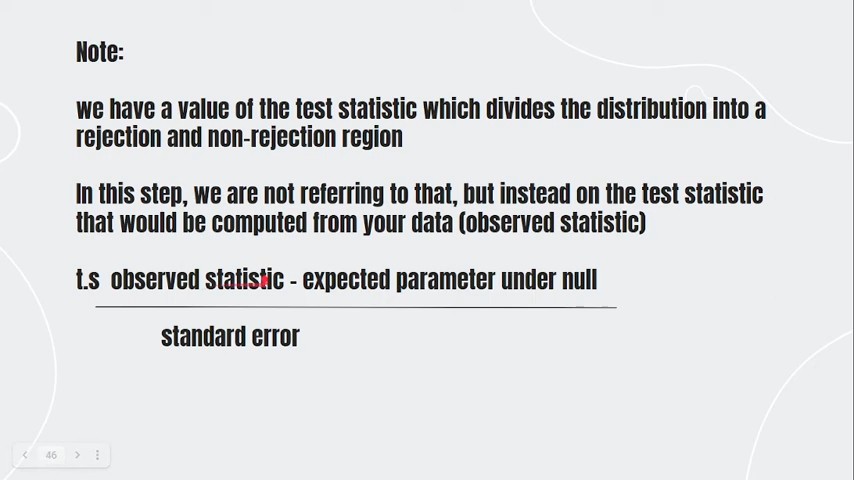 Note:
we have a value of the test statistic which divides the distribution into a
rejection and non-rejection region
In this step, we are not referring to that, but instead on the test statistic
that would be computed from your data (observed statistic)
t.s observed statistic - expected parameter under null
standard error
46